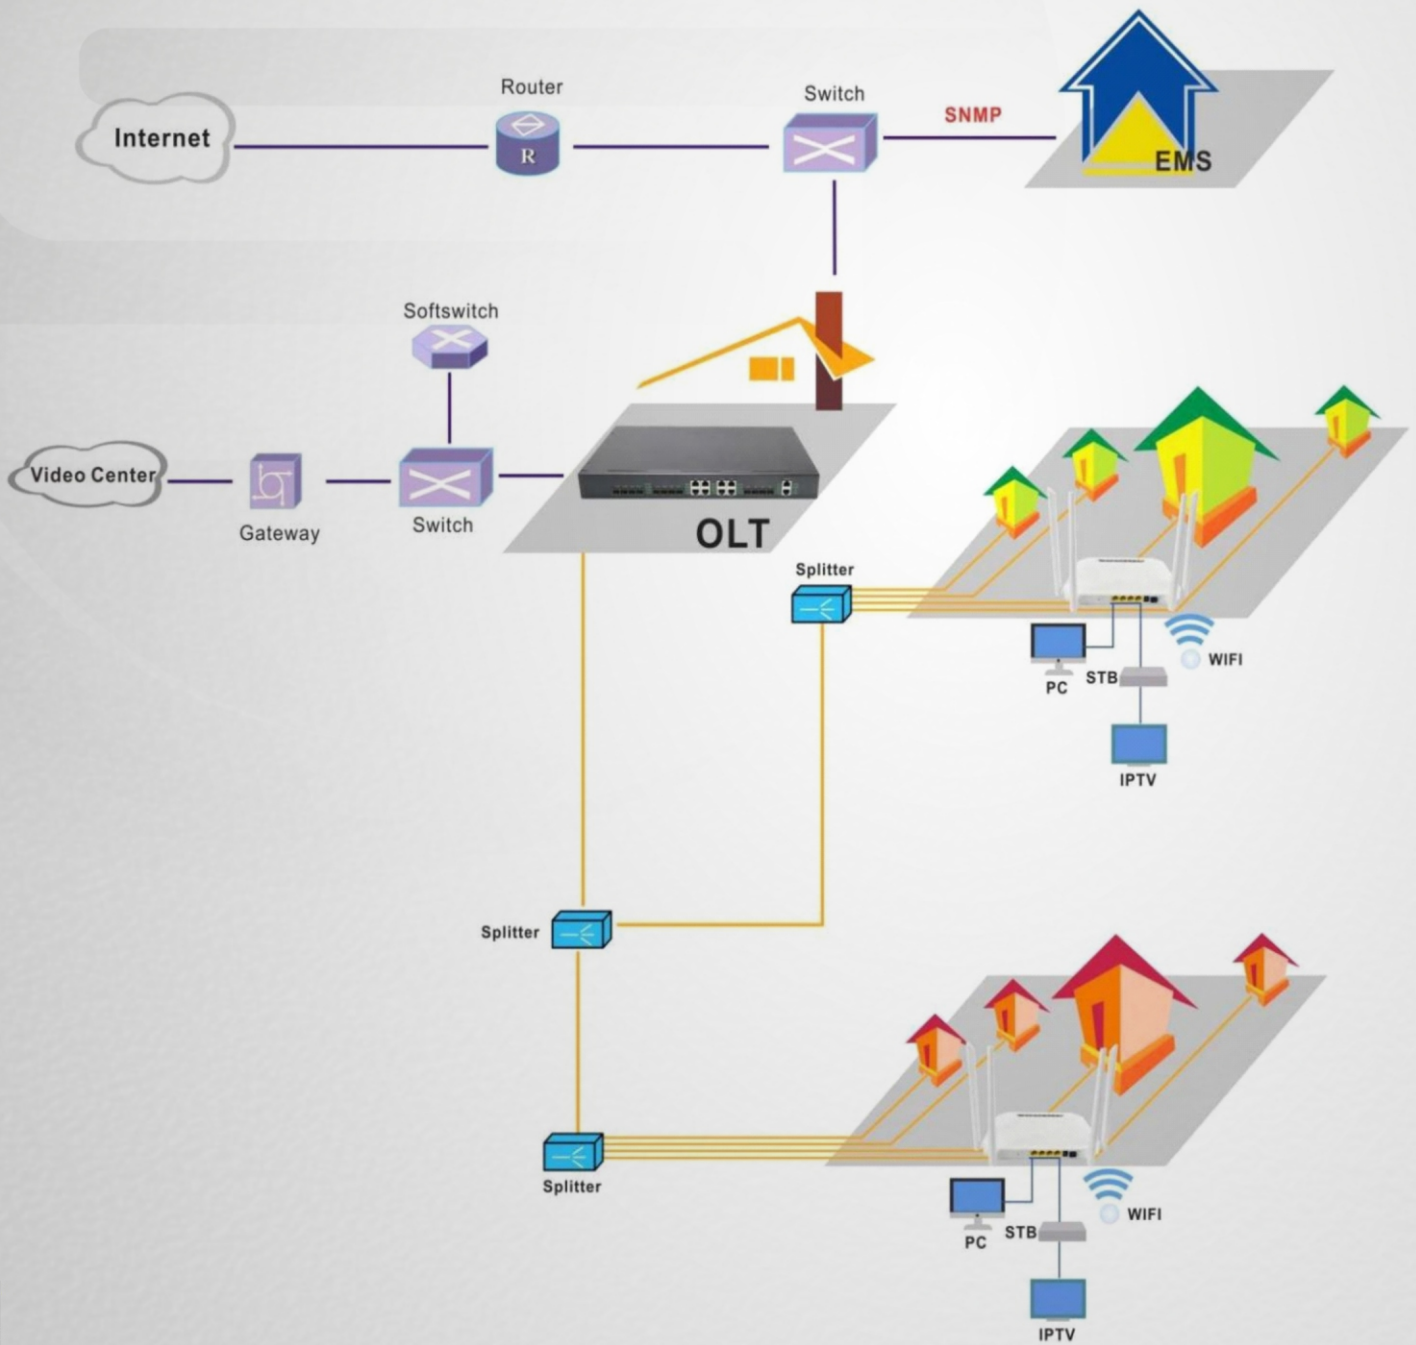 Router
Switch
SNMP
Internet
R
EMS
Softswitch
Video Center
Gateway
Switch
OLT
Splitter
WIFI
PC
STB
IPTV
Splitter
Splitter
WIFI
PC
STB
IPTV